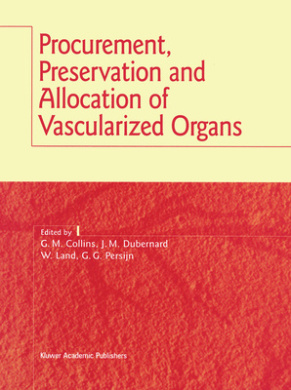 Procurement,
Preservation and
Allocation of
Vascularized Organs
Edited by
G. M. Collins, J. M. Dubernard
W. Land, G. G. Persijn
Kluwer Academic Publishers